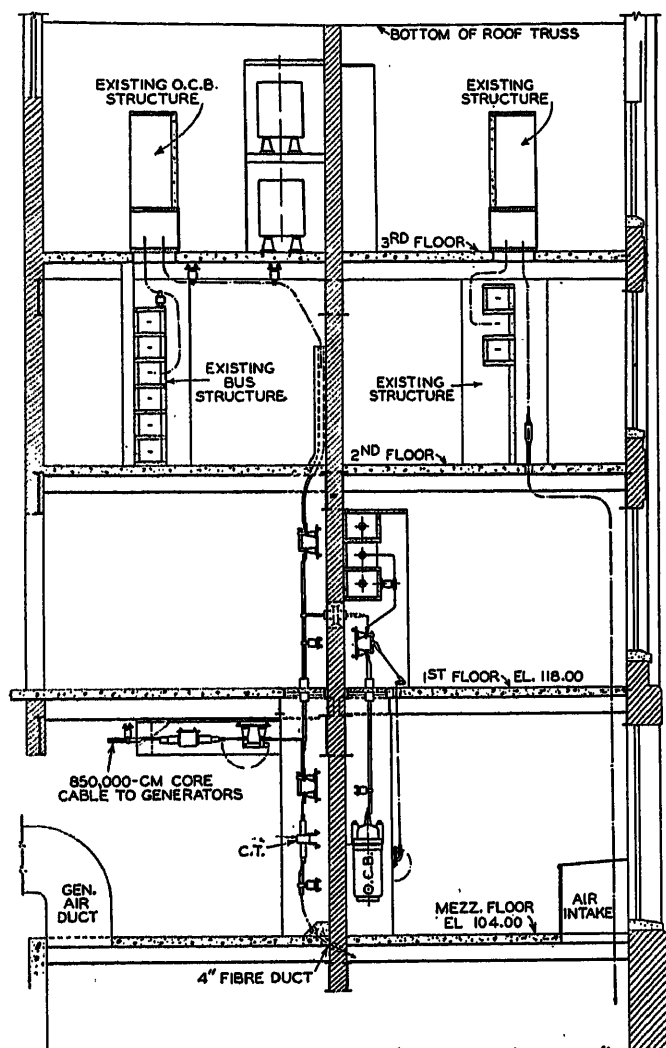 BOTTOM OF ROOF TRUSS
EXISTING O.C.B.
STRUCTURE
EXISTING
STRUCTURE
3RD FLOOR
EXISTING
BUS
STRUCTURE
EXISTING
STRUCTURE
2ND FLOOR
1ST FLOOR EL. 118.00
850,000-CM CORE
CABLE TO GENERATORS
C.T.
O.C.B.
GEN.
AIR
DUCT
MEZZ. FLOOR
EL 104.00
AIR
INTAKE
4" FIBRE DUCT